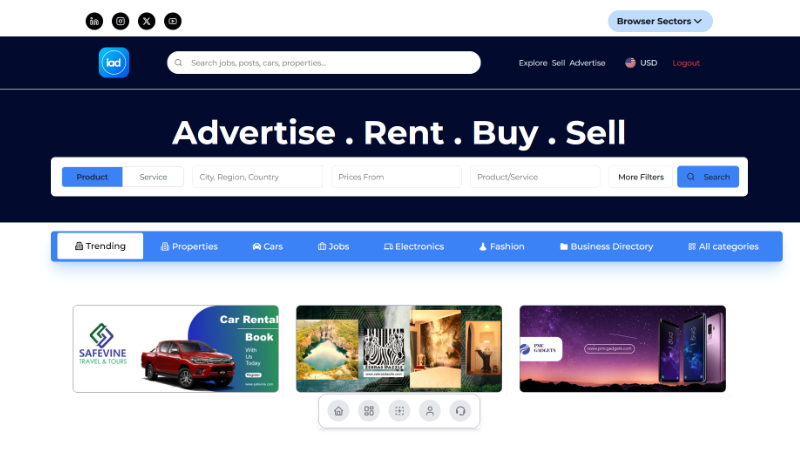 Browser Sectors
iad
Search jobs, posts, cars, properties...
Explore Sell Advertise
USD
Logout
Advertise . Rent . Buy . Sell
Product
Service
City, Region, Country
Prices From
Product/Service
More Filters
Search
Trending
Properties
Cars
Jobs
Electronics
Fashion
Business Directory
All categories
SAFEVINE
TRAVEL & TOURS
Car Rental
Book
With
Us
Today
Register
www.safevine.com
PMC
GADGETS
www.pmcgadgets.com